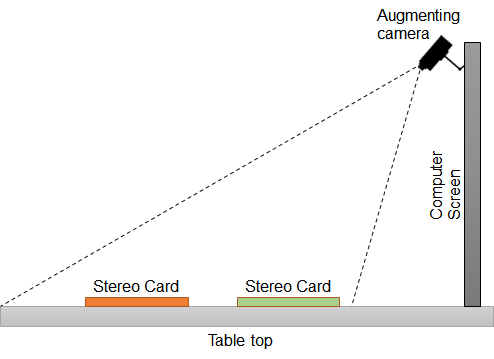 Augmenting
camera
Computer
Screen
Stereo Card
Stereo Card
Table top